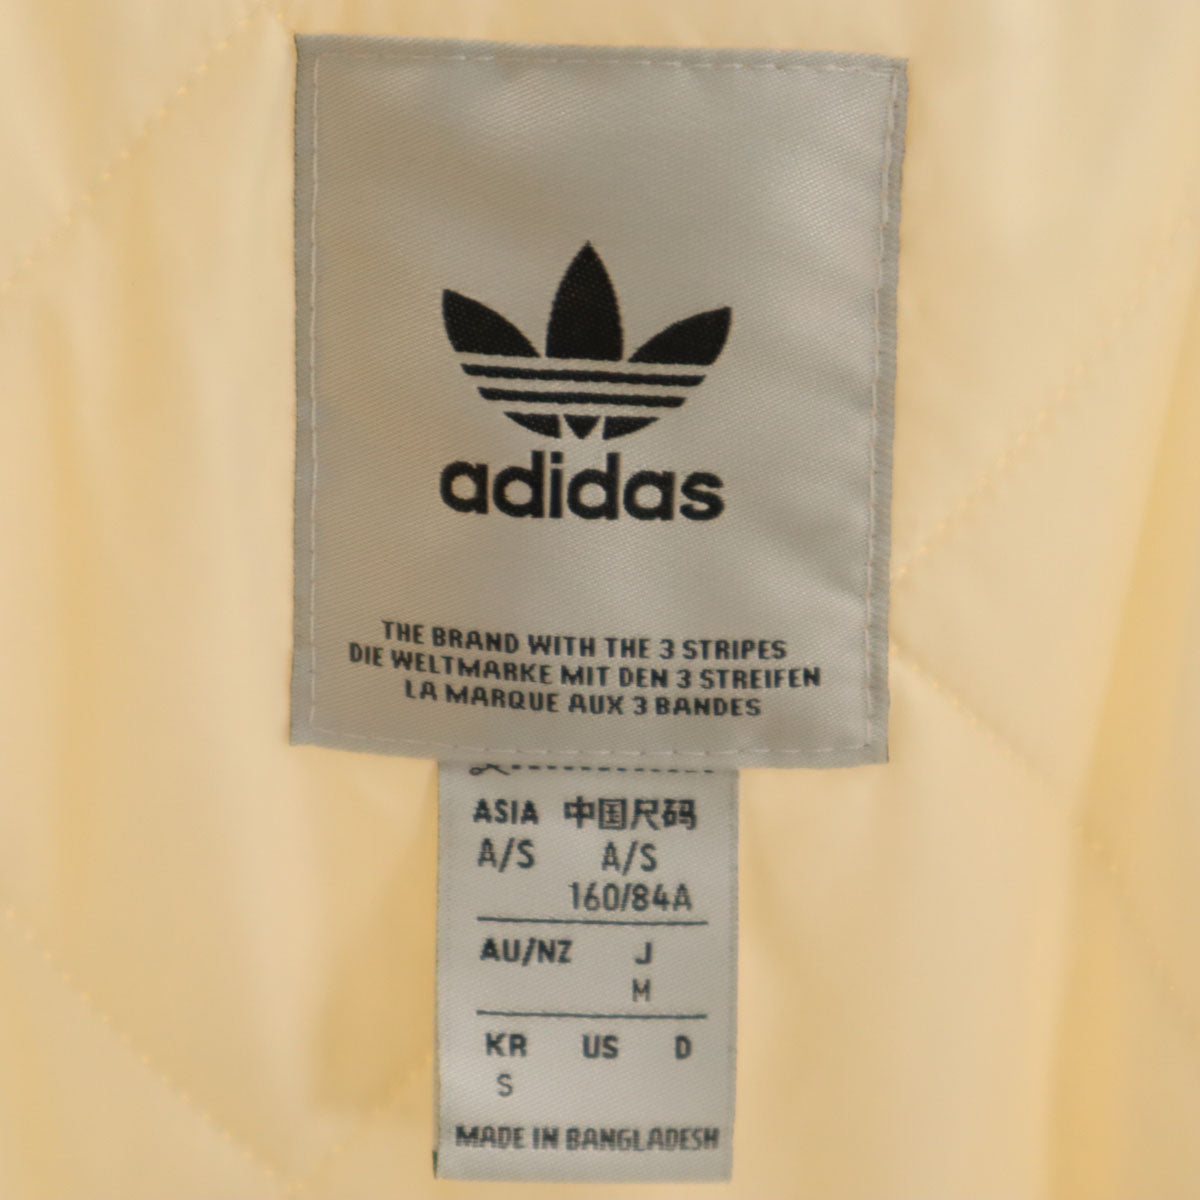 adidas
THE BRAND WITH THE 3 STRIPES
DIE WELTMARKE MIT DEN 3 STREIFEN
LA MARQUE AUX 3 BANDES
ASIA 中国尺码
A/S A/S
160/84A
AU/NZ J
M
KR US D
S
MADE IN BANGLADESH